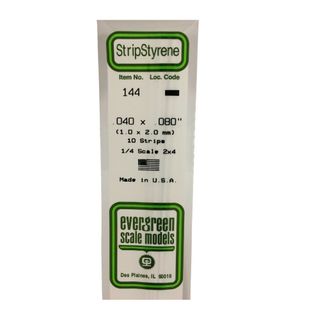 StripStyrene
Item No. Loc. Code
144
.040 x .080"
(1.0 x 2.0 mm)
10 Strips
1/4 Scale 2x4
Made in U.S.A.
evergreen
scale models
Des Plaines, IL 60018